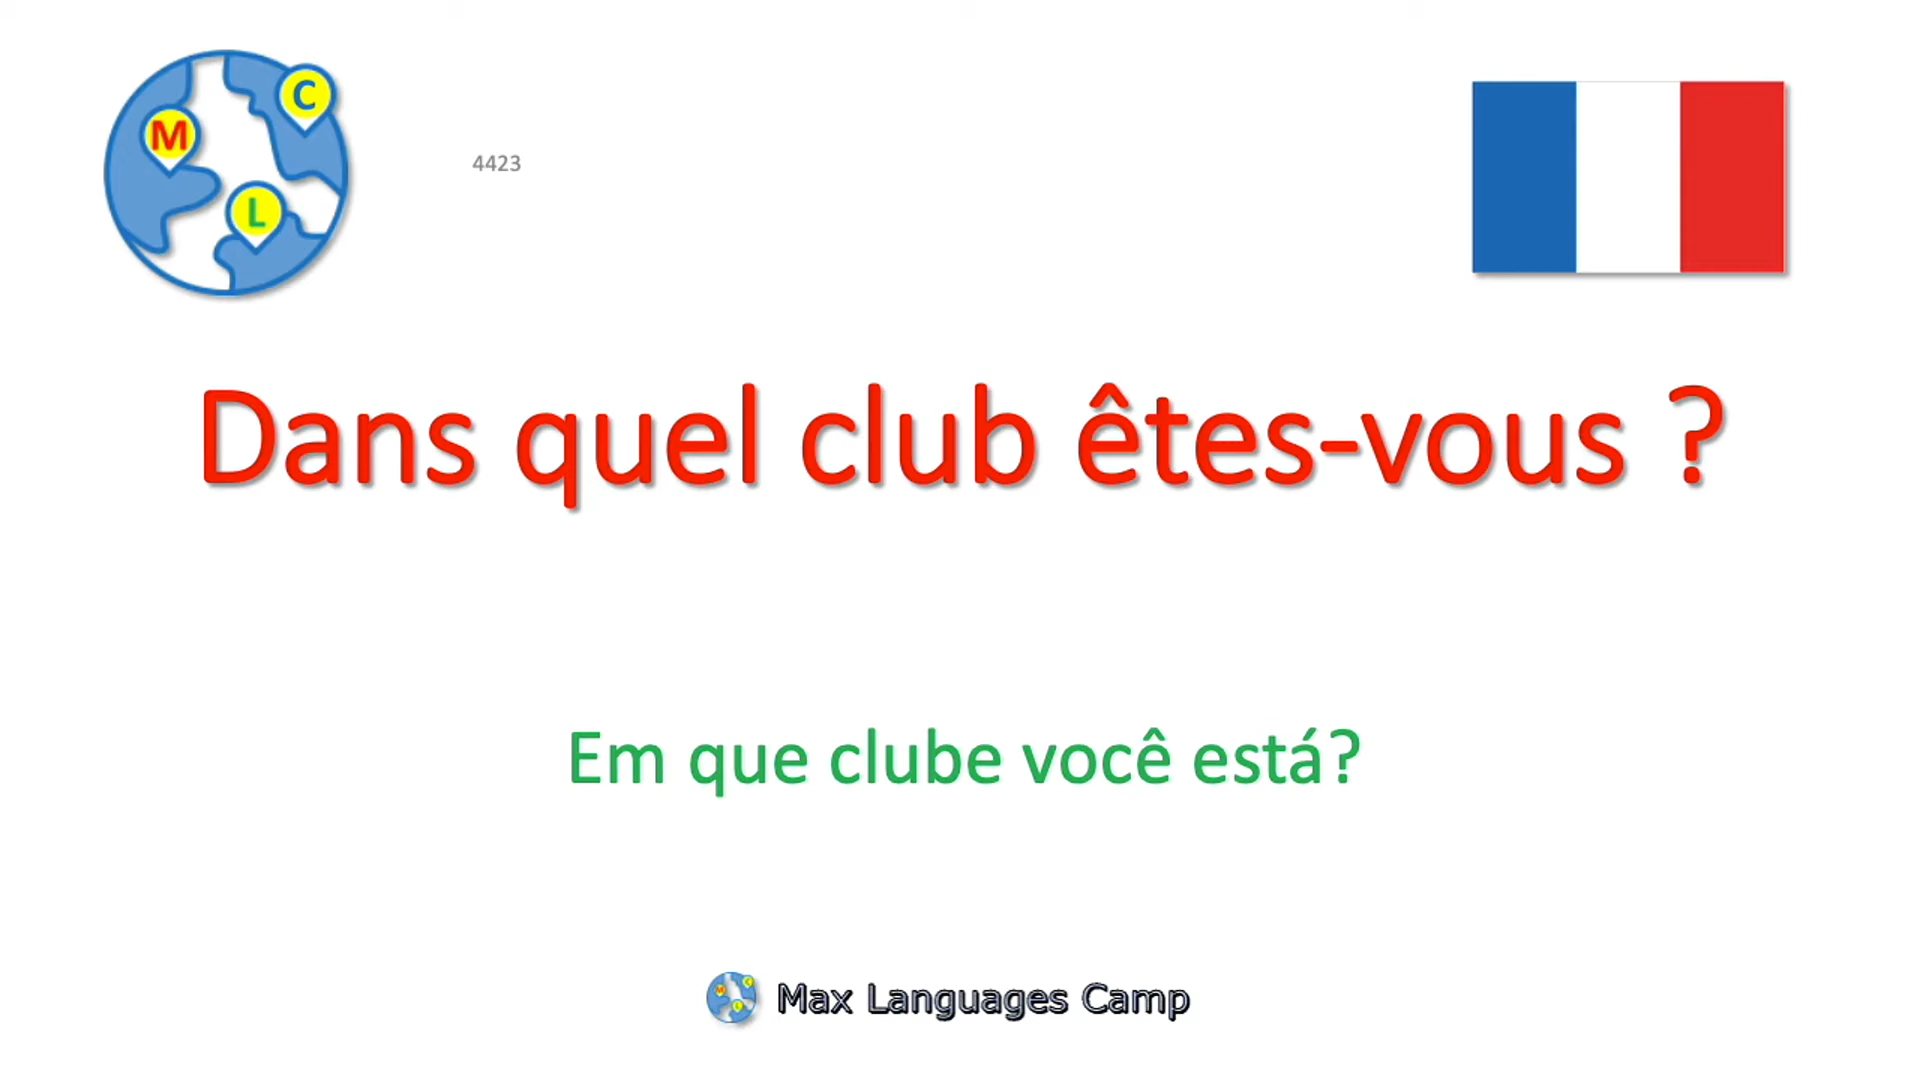 M
C
L
4423
Dans quel club êtes-vous ?
Em que clube você está?
Max Languages Camp